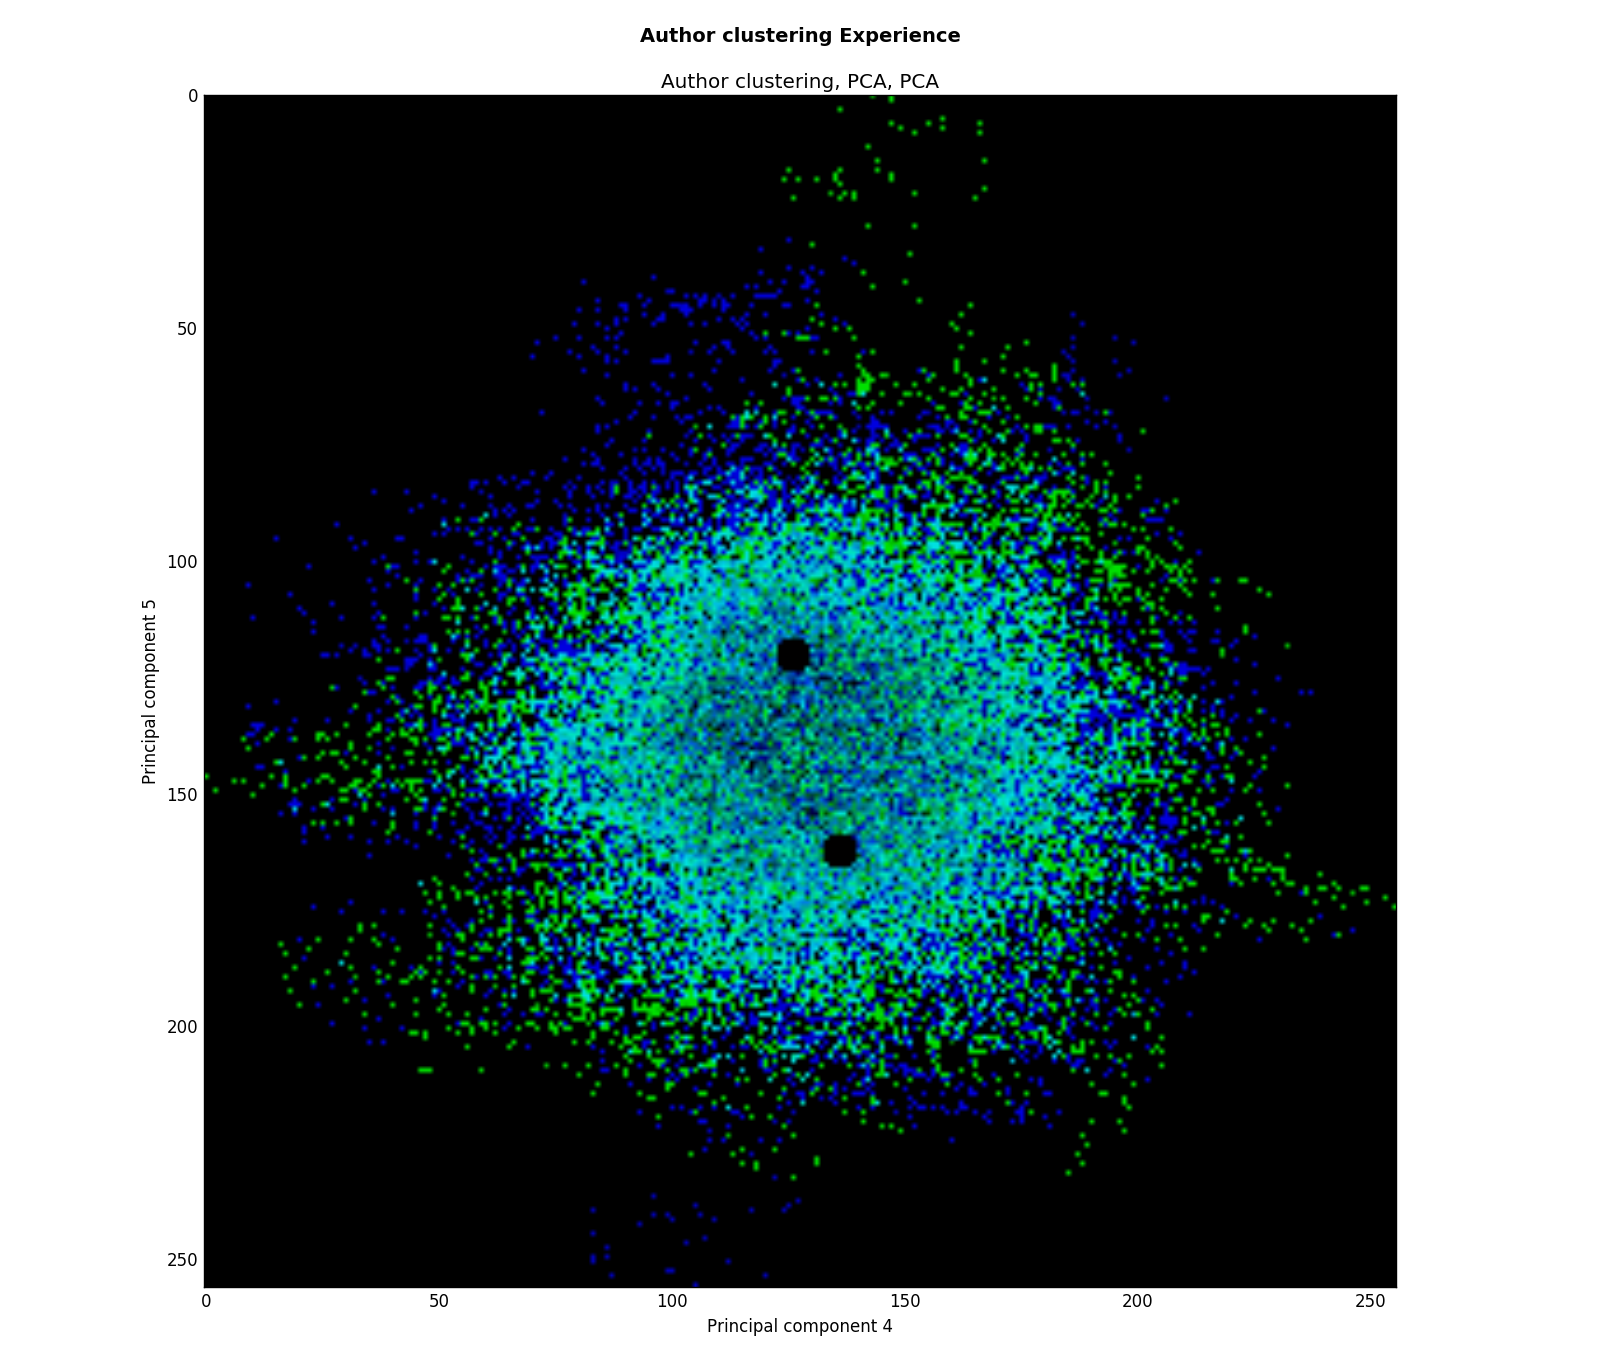 Author clustering Experience
Author clustering, PCA, PCA
0
50
100
150
200
250
Principal component 5
0 50 100 150 200 250
Principal component 4